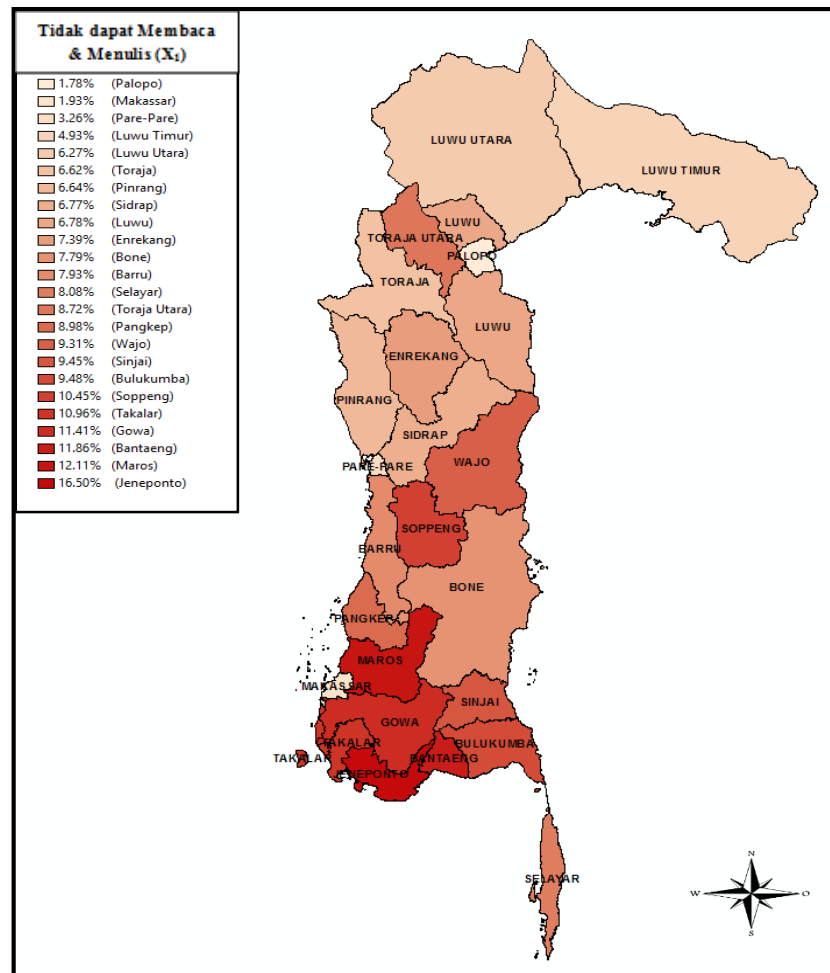 Tidak dapat Membaca
& Menulis (X₁)
1.78% (Palopo)
1.93% (Makassar)
3.26% (Pare-Pare)
4.93% (Luwu Timur)
6.27% (Luwu Utara)
6.62% (Toraja)
6.64% (Pinrang)
6.77% (Sidrap)
6.78% (Luwu)
7.39% (Enrekang)
7.79% (Bone)
7.93% (Barru)
8.08% (Selayar)
8.72% (Toraja Utara)
8.98% (Pangkep)
9.31% (Wajo)
9.45% (Sinjai)
9.48% (Bulukumba)
10.45% (Soppeng)
10.96% (Takalar)
11.41% (Gowa)
11.86% (Bantaeng)
12.11% (Maros)
16.50% (Jeneponto)
LUWU UTARA
LUWU TIMUR
LUWU
TORAJA UTARA
PALOPO
TORAJA
LUWU
ENREKANG
PINRANG
SIDRAP
WAJO
PARE-PARE
SOPPENG
BARRU
BONE
PANGKEP
MAROS
MAKASSAR
SINJAI
GOWA
TAKALAR
BULUKUMBA
TAKALAR
BANTAENG
JENEPONTO
SELAYAR
N
W
O
S